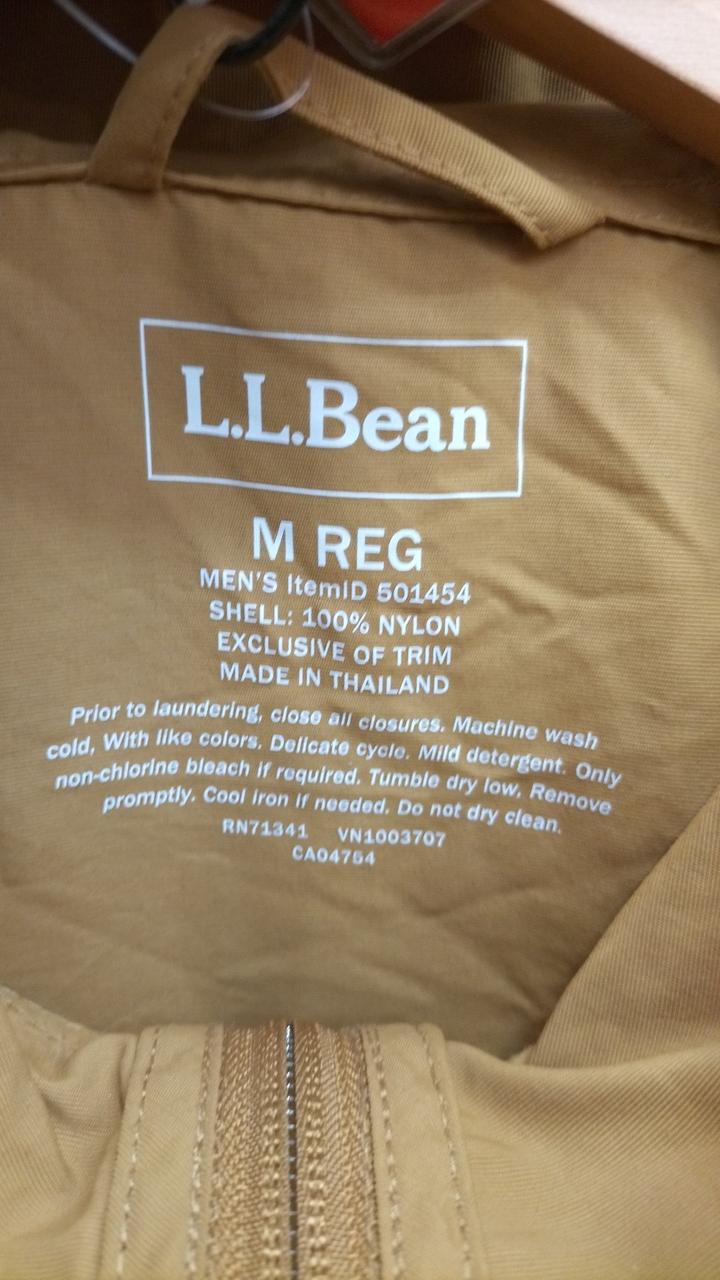 L.L.Bean
M REG
MEN'S ItemID 501454
SHELL: 100% NYLON
EXCLUSIVE OF TRIM
MADE IN THAILAND
Prior to laundering, close all closures. Machine wash
cold, With like colors. Delicate cycle. Mild detergent. Only
non-chlorine bleach if required. Tumble dry low, Remove
promptly. Cool iron if needed. Do not dry clean.
RN71341 VN1003707
CA04754